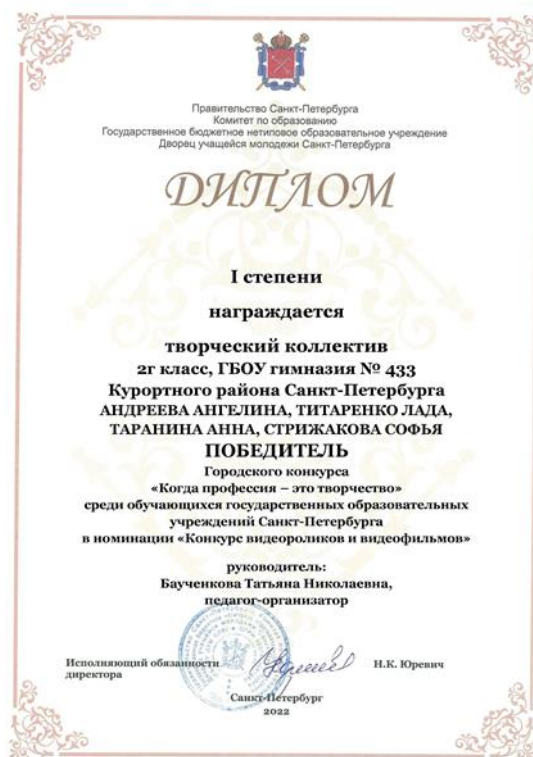 Правительство Санкт-Петербурга
Комитет по образованию
Государственное бюджетное нетиповое образовательное учреждение
Дворец учащейся молодежи Санкт-Петербурга
ДИПЛОМ
I степени
награждается
творческий коллектив
2г класс, ГБОУ гимназия № 433
Курортного района Санкт-Петербурга
АНДРЕЕВА АНГЕЛИНА, ТИТАРЕНКО ЛАДА,
ТАРАНИНА АННА, СТРИЖАКОВА СОФЬЯ
ПОБЕДИТЕЛЬ
Городского конкурса
«Когда профессия – это творчество»
среди обучающихся государственных образовательных
учреждений Санкт-Петербурга
в номинации «Конкурс видеороликов и видеофильмов»
руководитель:
Баученкова Татьяна Николаевна,
педагог-организатор
Исполняющий обязанности
директора
Н.К. Юревич
Санкт-Петербург
2022